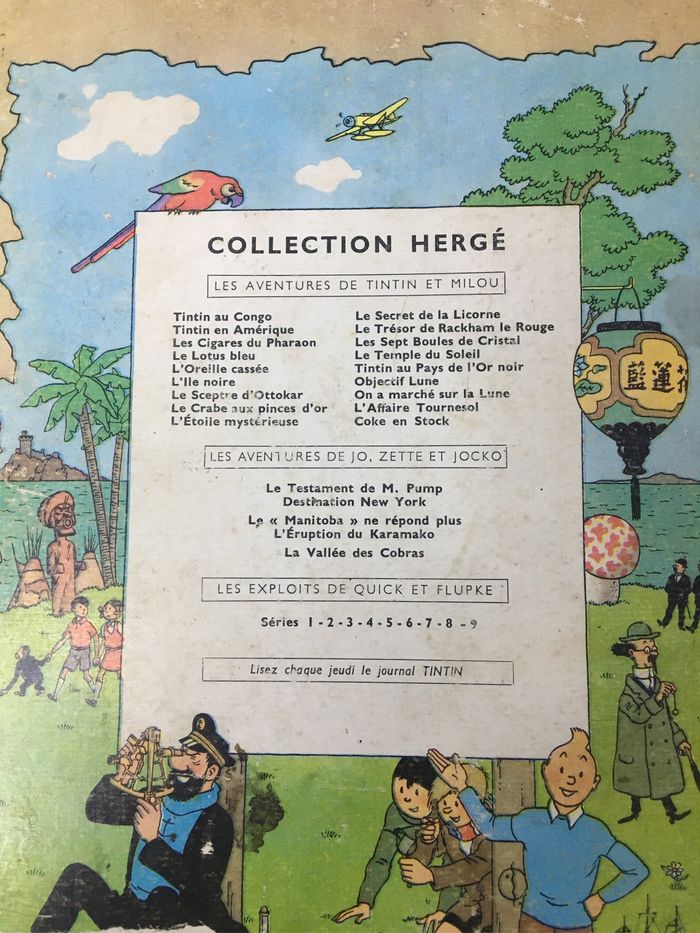 COLLECTION HERGÉ
LES AVENTURES DE TINTIN ET MILOU
Tintin au Congo
Tintin en Amérique
Les Cigares du Pharaon
Le Lotus bleu
L'Oreille cassée
L'Ile noire
Le Sceptre d'Ottokar
Le Crabe aux pinces d'or
L'Étoile mystérieuse
Le Secret de la Licorne
Le Trésor de Rackham le Rouge
Les Sept Boules de Cristal
Le Temple du Soleil
Tintin au Pays de l'Or noir
Objectif Lune
On a marché sur la Lune
L'Affaire Tournesol
Coke en Stock
LES AVENTURES DE JO, ZETTE ET JOCKO
Le Testament de M. Pump
Destination New York
Le « Manitoba » ne répond plus
L'Éruption du Karamako
La Vallée des Cobras
LES EXPLOITS DE QUICK ET FLUPKE
Séries 1 - 2 - 3 - 4 - 5 - 6 - 7 - 8 - 9
Lisez chaque jeudi le journal TINTIN
藍蓮